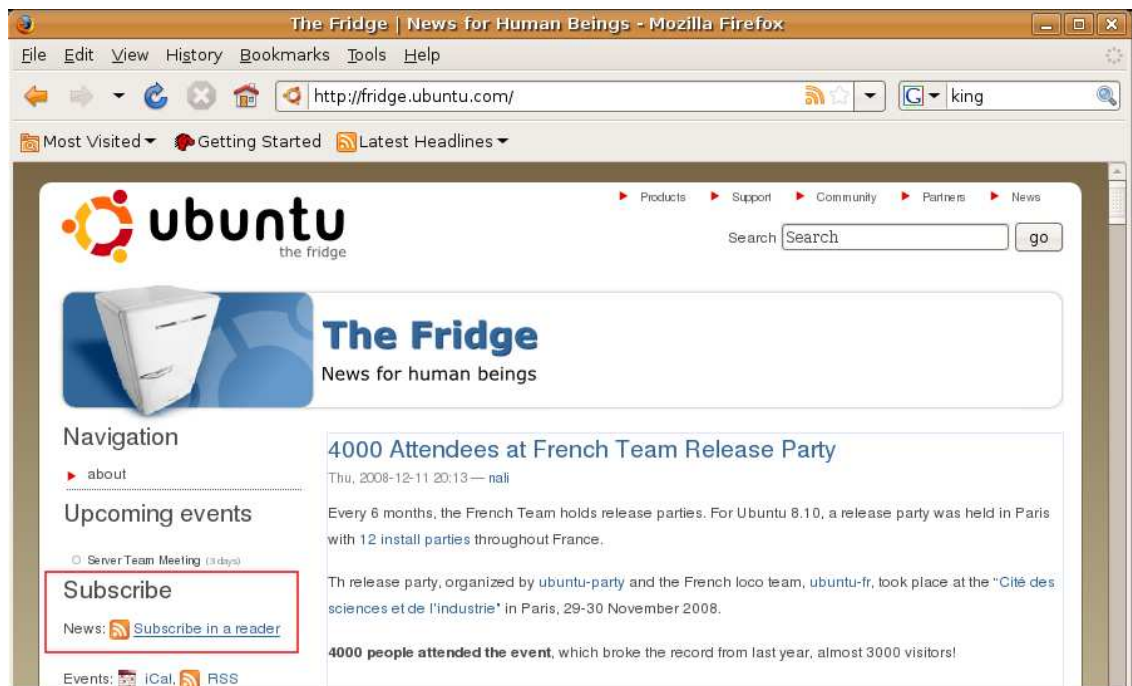 The Fridge | News for Human Beings - Mozilla Firefox
File Edit View History Bookmarks Tools Help
http://fridge.ubuntu.com/
G king
Most Visited Getting Started Latest Headlines
Products Support Community Partners News
ubuntu
the fridge
Search Search go
The Fridge
News for human beings
Navigation
about
Upcoming events
Server Team Meeting (3 days)
Subscribe
News: Subscribe in a reader
Events: iCal, RSS
4000 Attendees at French Team Release Party
Thu, 2008-12-11 20:13 — nali
Every 6 months, the French Team holds release parties. For Ubuntu 8.10, a release party was held in Paris
with 12 install parties throughout France.
Th release party, organized by ubuntu-party and the French loco team, ubuntu-fr, took place at the "Cité des
sciences et de l'industrie" in Paris, 29-30 November 2008.
4000 people attended the event, which broke the record from last year, almost 3000 visitors!